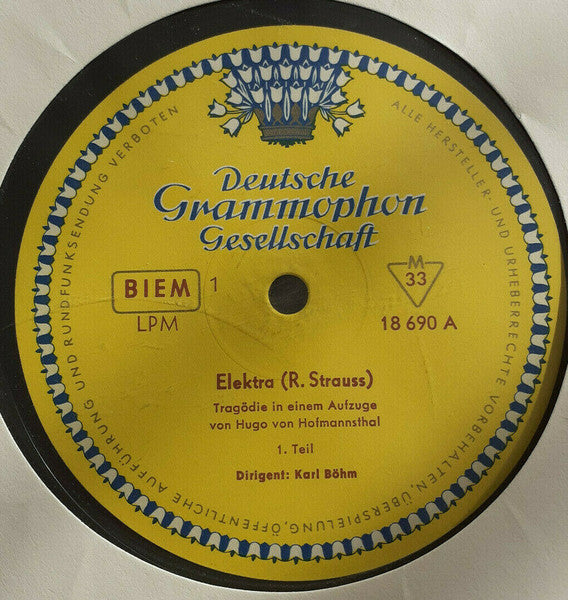 ALLE HERSTELLER- UND URHEBERRECHTE VORBEHALTEN, ÜBERSPIELUNG, ÖFFENTLICHE AUFFÜHRUNG UND RUNDFUNKSENDUNG VERBOTEN
Deutsche
Grammophon
Gesellschaft
BIEM 1
LPM
M
33
18 690 A
Elektra (R. Strauss)
Tragödie in einem Aufzuge
von Hugo von Hofmannsthal
1. Teil
Dirigent: Karl Böhm